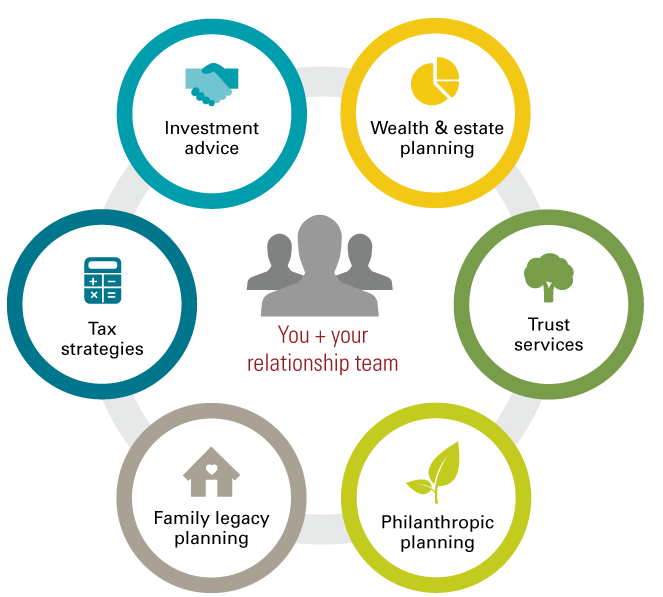 Investment
advice
Wealth & estate
planning
Tax
strategies
You + your
relationship team
Trust
services
Family legacy
planning
Philanthropic
planning